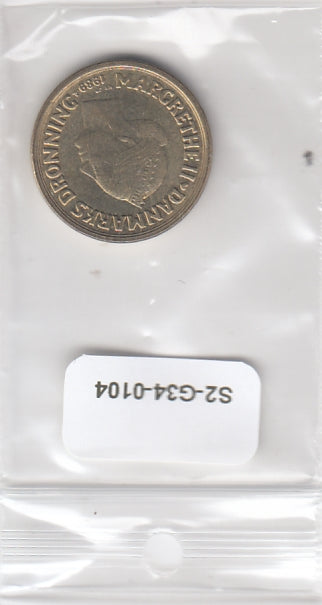 MARGRETHE II · DANMARKS DRONNING
1989
S2-G34-0104